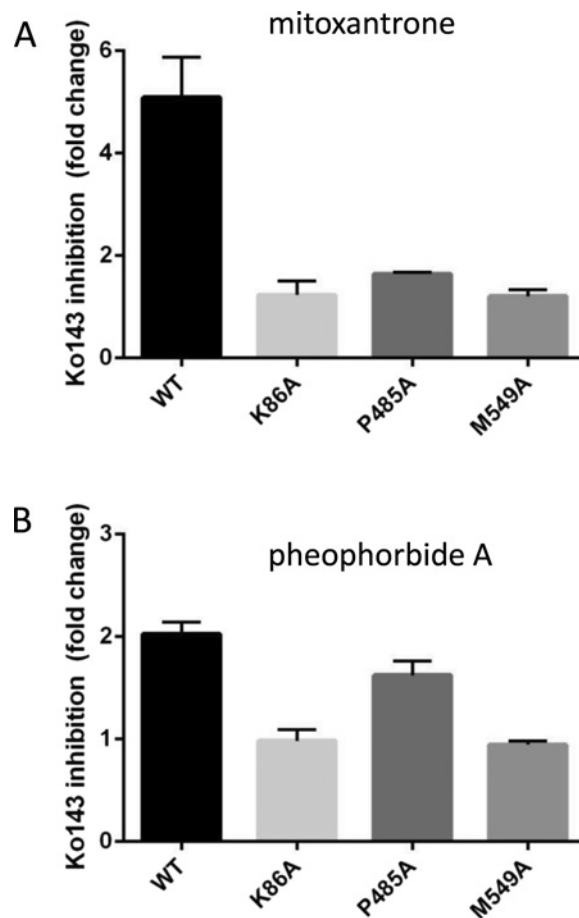 A
mitoxantrone
Ko143 inhibition (fold change)
6
4
2
0
WT
K86A
P485A
M549A
B
pheophorbide A
Ko143 inhibition (fold change)
3
2
1
0
WT
K86A
P485A
M549A